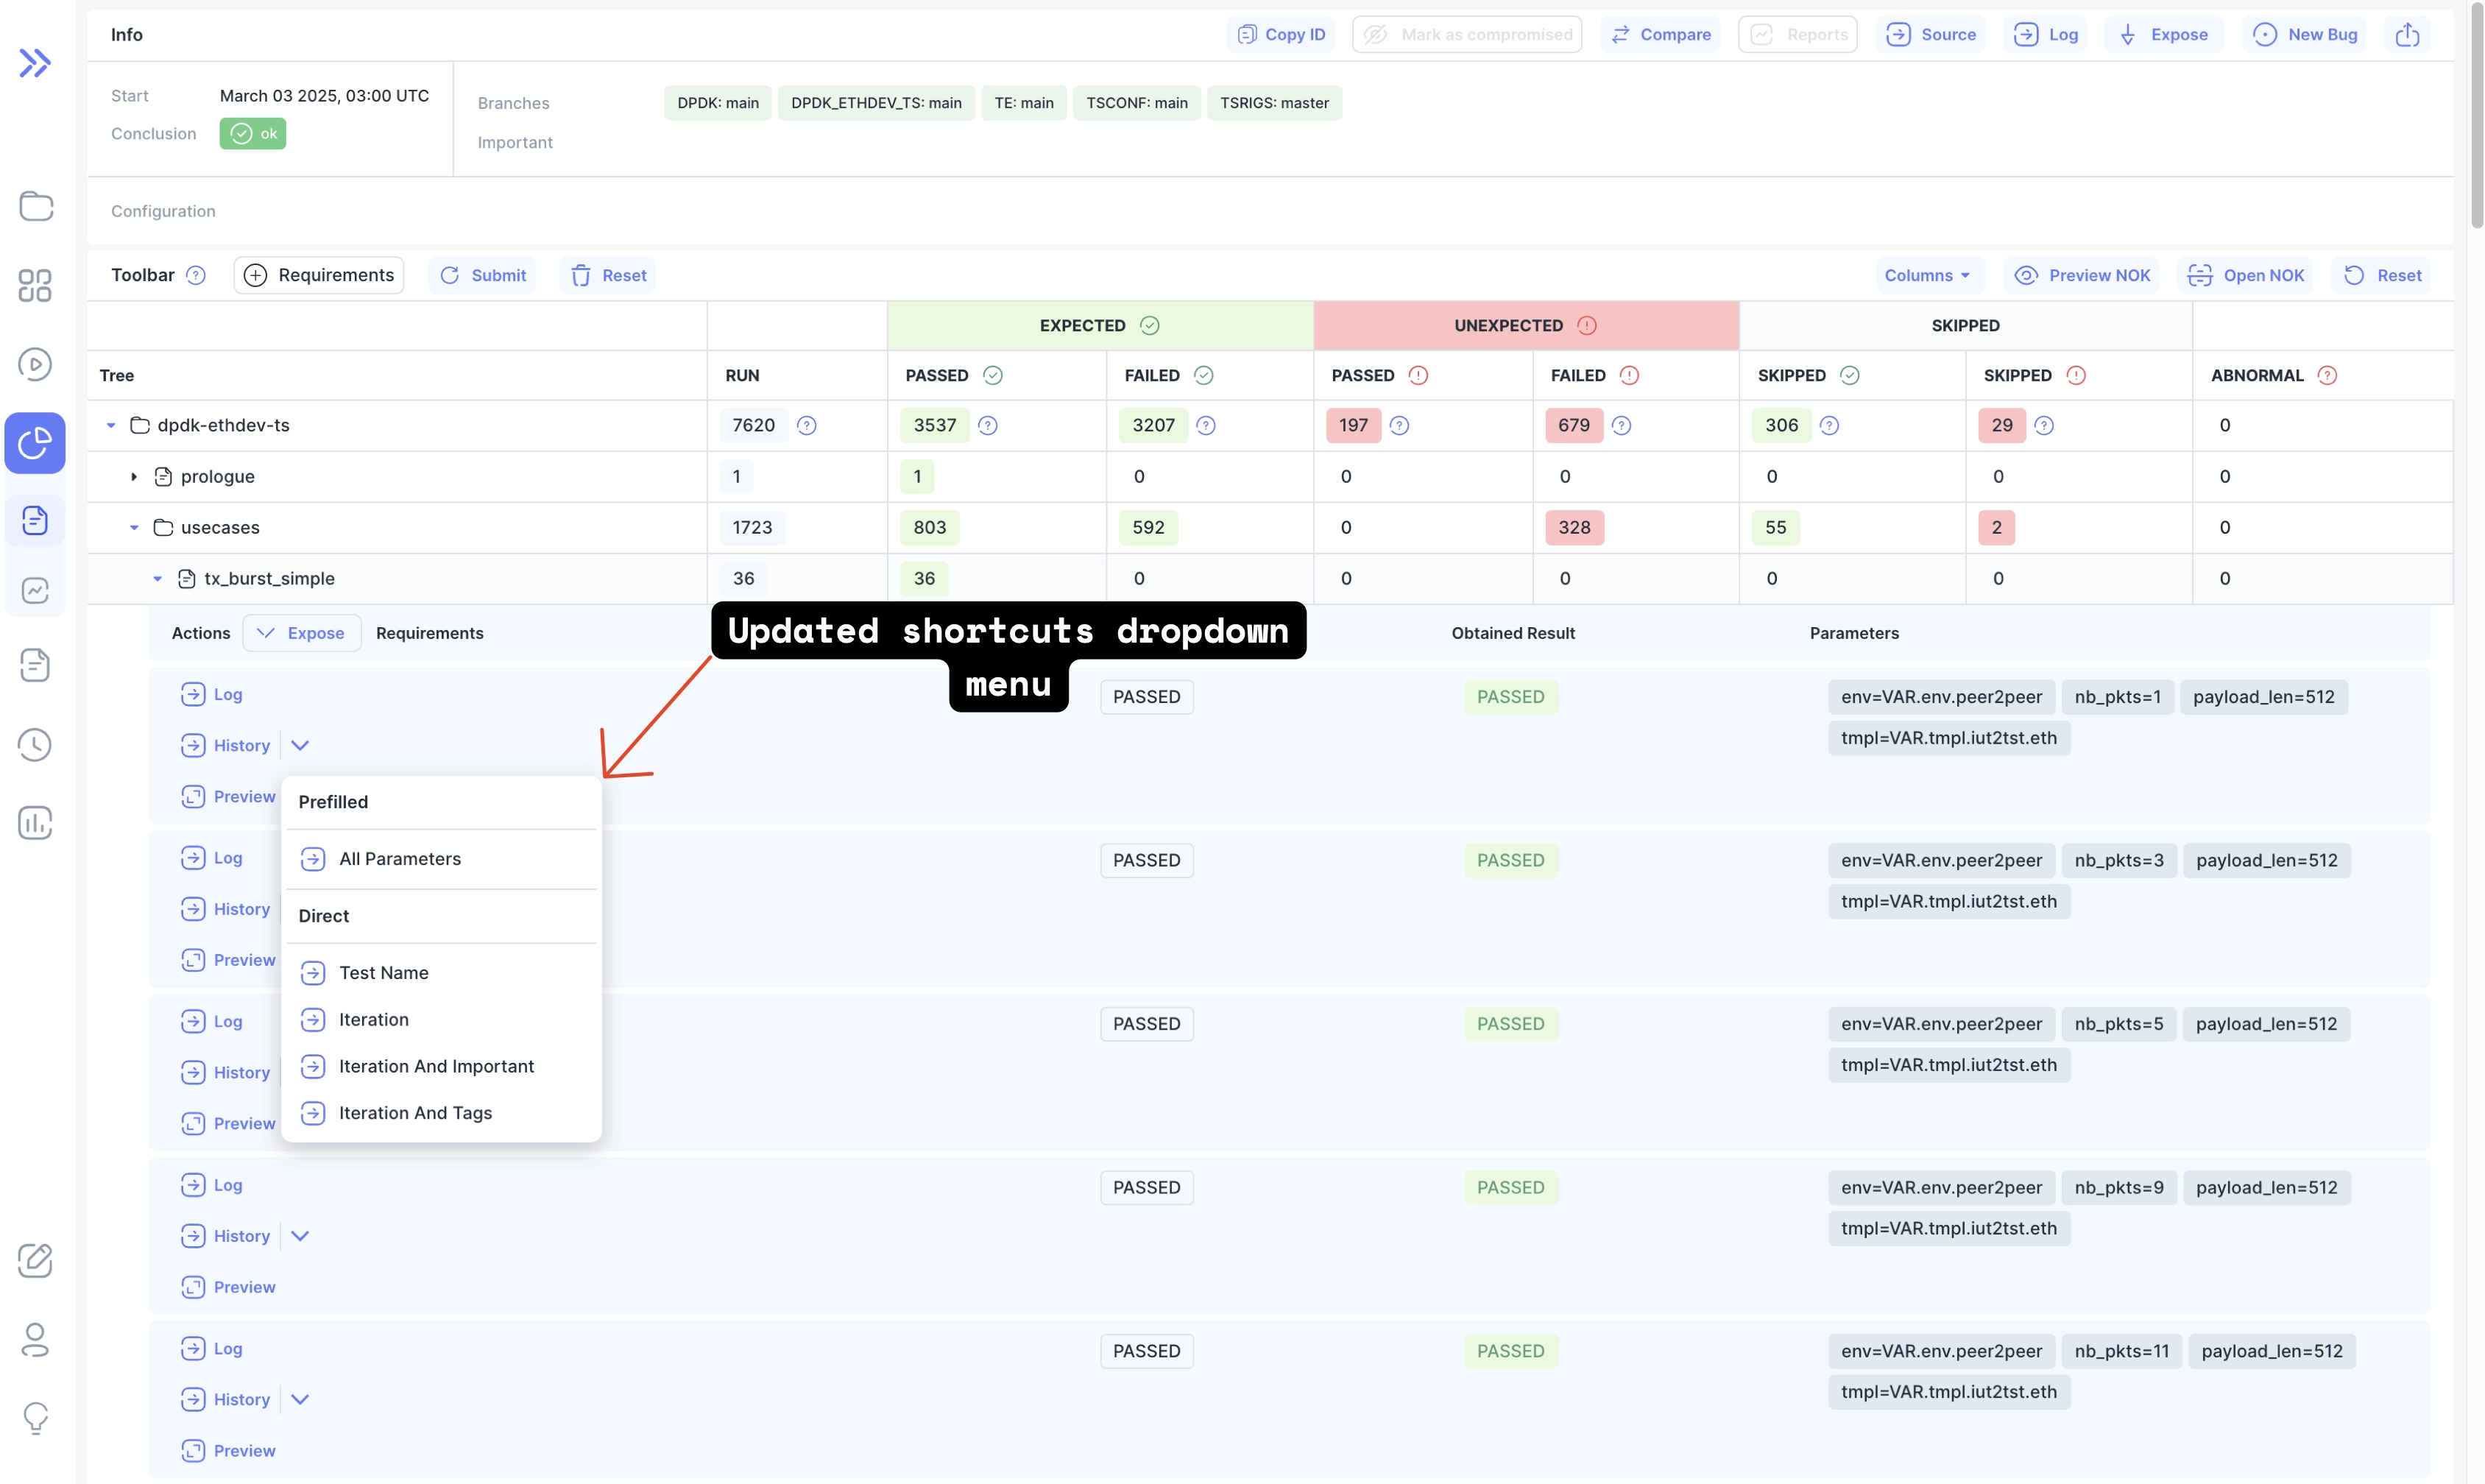 Info Copy ID Mark as compromised Compare Reports Source Log Expose New Bug
Start March 03 2025, 03:00 UTC
Conclusion ok
Branches DPDK: main DPDK_ETHDEV_TS: main TE: main TSCONF: main TSRIGS: master
Important
Configuration
Toolbar Requirements Submit Reset Columns Preview NOK Open NOK Reset
EXPECTED UNEXPECTED SKIPPED
Tree RUN PASSED FAILED PASSED FAILED SKIPPED SKIPPED ABNORMAL
dpdk-ethdev-ts 7620 3537 3207 197 679 306 29 0
prologue 1 1 0 0 0 0 0 0
usecases 1723 803 592 0 328 55 2 0
tx_burst_simple 36 36 0 0 0 0 0 0
Actions Expose Requirements Obtained Result Parameters
Updated shortcuts dropdown
menu
Log PASSED PASSED env=VAR.env.peer2peer nb_pkts=1 payload_len=512
tmpl=VAR.tmpl.iut2tst.eth
History
Preview
Prefilled
All Parameters
Direct
Test Name
Iteration
Iteration And Important
Iteration And Tags
Log PASSED PASSED env=VAR.env.peer2peer nb_pkts=3 payload_len=512
tmpl=VAR.tmpl.iut2tst.eth
History
Preview
Log PASSED PASSED env=VAR.env.peer2peer nb_pkts=5 payload_len=512
tmpl=VAR.tmpl.iut2tst.eth
History
Preview
Log PASSED PASSED env=VAR.env.peer2peer nb_pkts=9 payload_len=512
tmpl=VAR.tmpl.iut2tst.eth
History
Preview
Log PASSED PASSED env=VAR.env.peer2peer nb_pkts=11 payload_len=512
tmpl=VAR.tmpl.iut2tst.eth
History
Preview